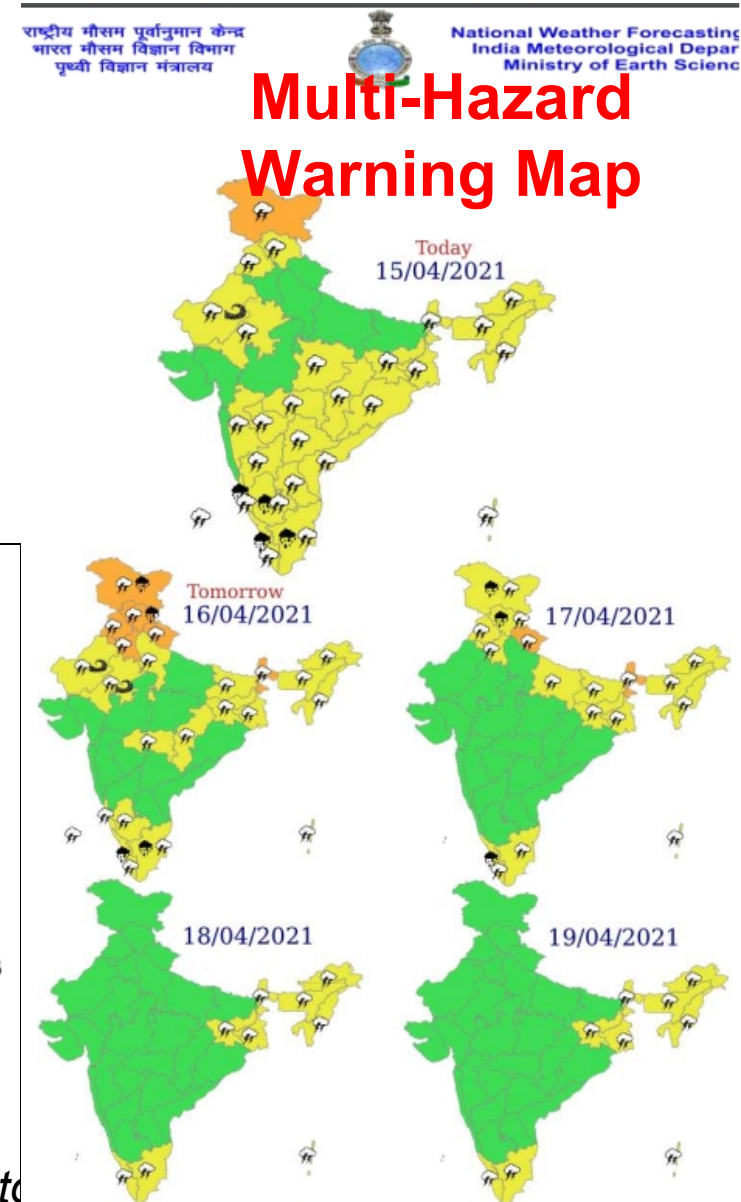 राष्ट्रीय मौसम पूर्वानुमान केन्द्र
भारत मौसम विज्ञान विभाग
पृथ्वी विज्ञान मंत्रालय
National Weather Forecasting
India Meteorological Depar
Ministry of Earth Scienc
Multi-Hazard
Warning Map
Today
15/04/2021
Tomorrow
16/04/2021
17/04/2021
18/04/2021
19/04/2021